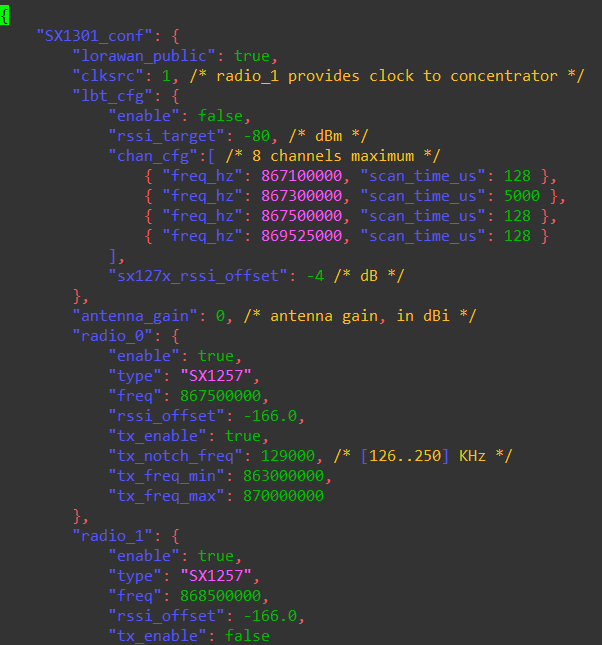 {
    "SX1301_conf": {
        "lorawan_public": true,
        "clksrc": 1, /* radio_1 provides clock to concentrator */
        "lbt_cfg": {
            "enable": false,
            "rssi_target": -80, /* dBm */
            "chan_cfg":[ /* 8 channels maximum */
                { "freq_hz": 867100000, "scan_time_us": 128 },
                { "freq_hz": 867300000, "scan_time_us": 5000 },
                { "freq_hz": 867500000, "scan_time_us": 128 },
                { "freq_hz": 869525000, "scan_time_us": 128 }
            ],
            "sx127x_rssi_offset": -4 /* dB */
        },
        "antenna_gain": 0, /* antenna gain, in dBi */
        "radio_0": {
            "enable": true,
            "type": "SX1257",
            "freq": 867500000,
            "rssi_offset": -166.0,
            "tx_enable": true,
            "tx_notch_freq": 129000, /* [126..250] KHz */
            "tx_freq_min": 863000000,
            "tx_freq_max": 870000000
        },
        "radio_1": {
            "enable": true,
            "type": "SX1257",
            "freq": 868500000,
            "rssi_offset": -166.0,
            "tx_enable": false